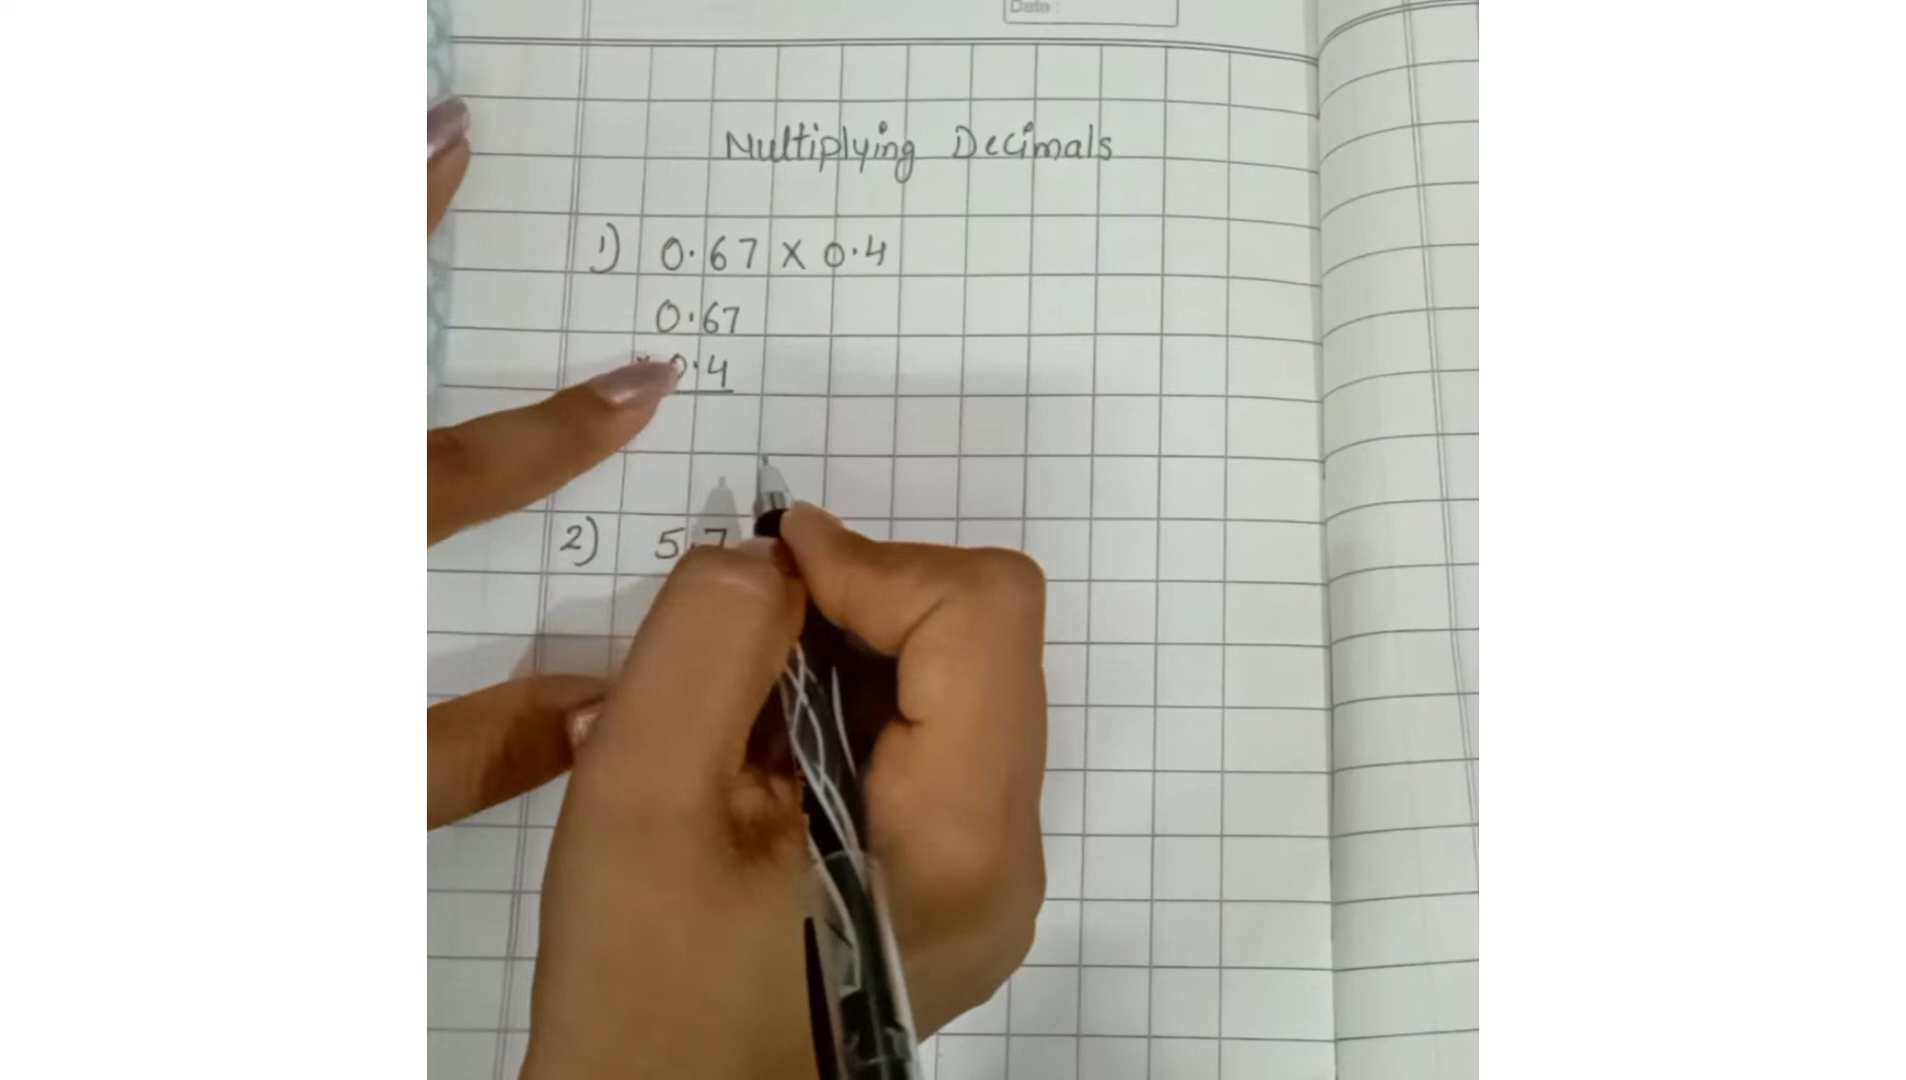 Date :
Multiplying Decimals
1) 0.67 x 0.4
0.67
x 0.4
2) 5.7